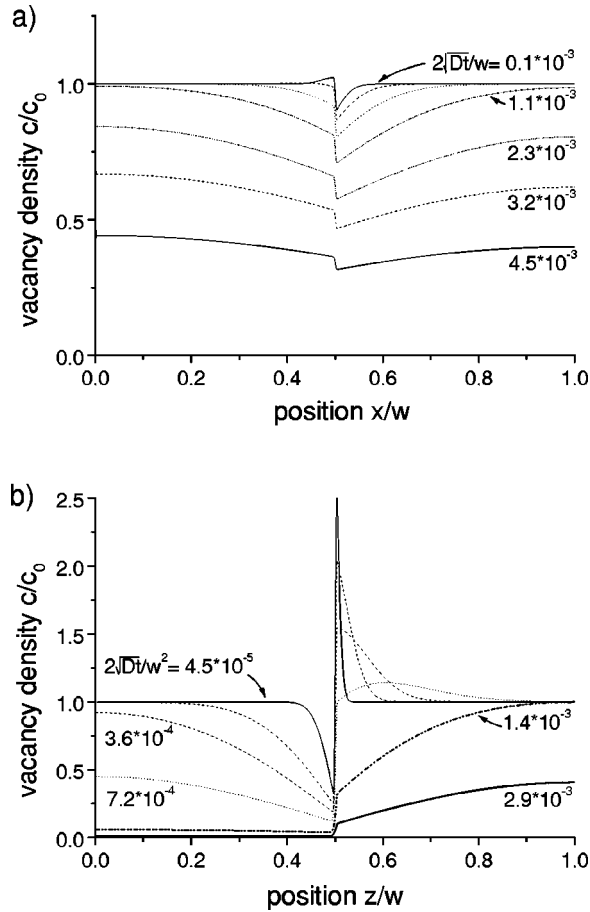 a)
vacancy density c/c₀
1.0
0.5
0.0
2√Dt/w= 0.1*10⁻³
1.1*10⁻³
2.3*10⁻³
3.2*10⁻³
4.5*10⁻³
0.0 0.2 0.4 0.6 0.8 1.0
position x/w
b)
vacancy density c/c₀
2.5
2.0
1.5
1.0
0.5
0.0
2√Dt/w²= 4.5*10⁻⁵
3.6*10⁻⁴
7.2*10⁻⁴
1.4*10⁻³
2.9*10⁻³
0.0 0.2 0.4 0.6 0.8 1.0
position z/w